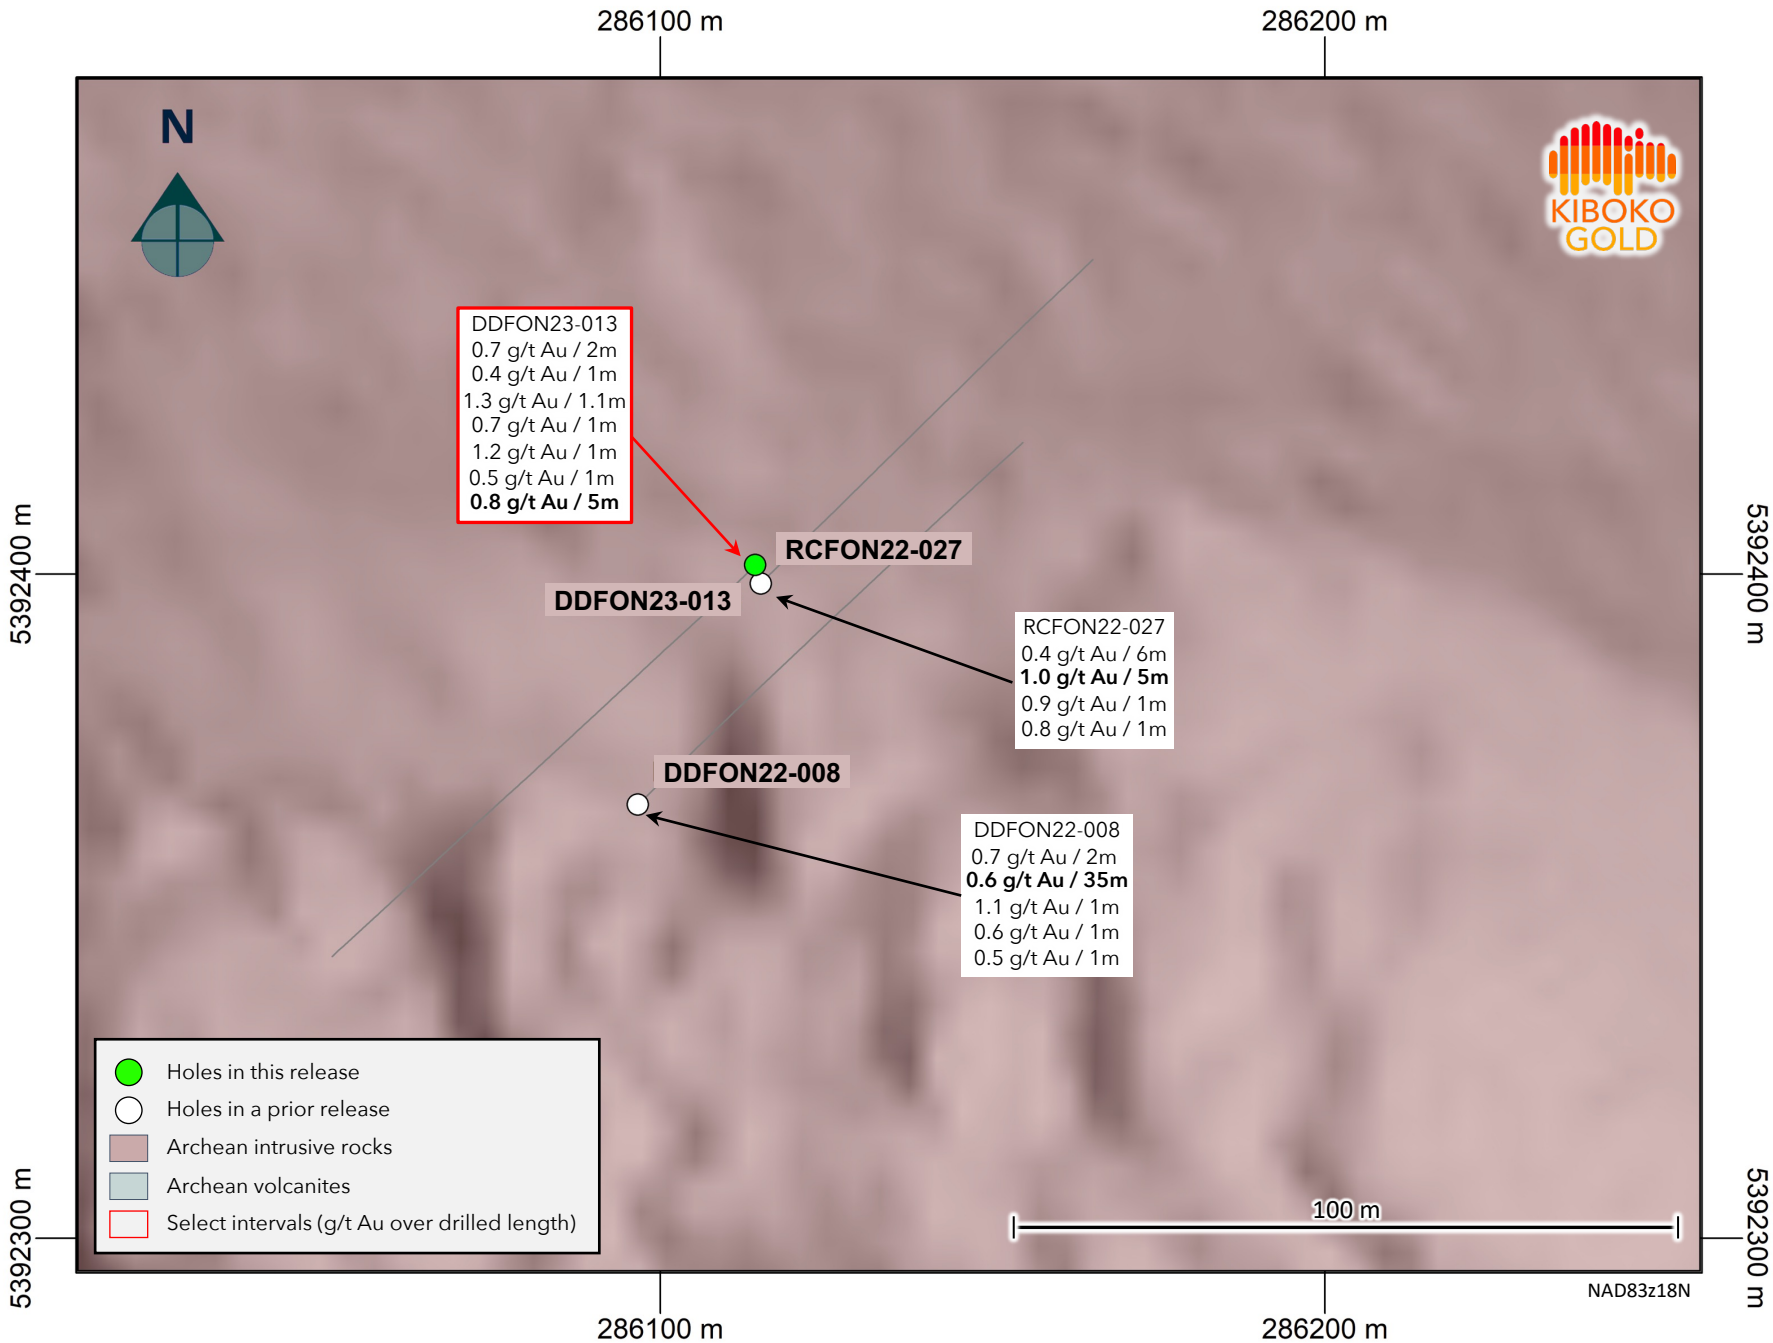 286100 m
286200 m
N
KIBOKO
GOLD
DDFON23-013
0.7 g/t Au / 2m
0.4 g/t Au / 1m
1.3 g/t Au / 1.1m
0.7 g/t Au / 1m
1.2 g/t Au / 1m
0.5 g/t Au / 1m
0.8 g/t Au / 5m
5392400 m
5392400 m
RCFON22-027
DDFON23-013
RCFON22-027
0.4 g/t Au / 6m
1.0 g/t Au / 5m
0.9 g/t Au / 1m
0.8 g/t Au / 1m
DDFON22-008
DDFON22-008
0.7 g/t Au / 2m
0.6 g/t Au / 35m
1.1 g/t Au / 1m
0.6 g/t Au / 1m
0.5 g/t Au / 1m
Holes in this release
Holes in a prior release
Archean intrusive rocks
Archean volcanites
Select intervals (g/t Au over drilled length)
100 m
5392300 m
5392300 m
NAD83z18N
286100 m
286200 m